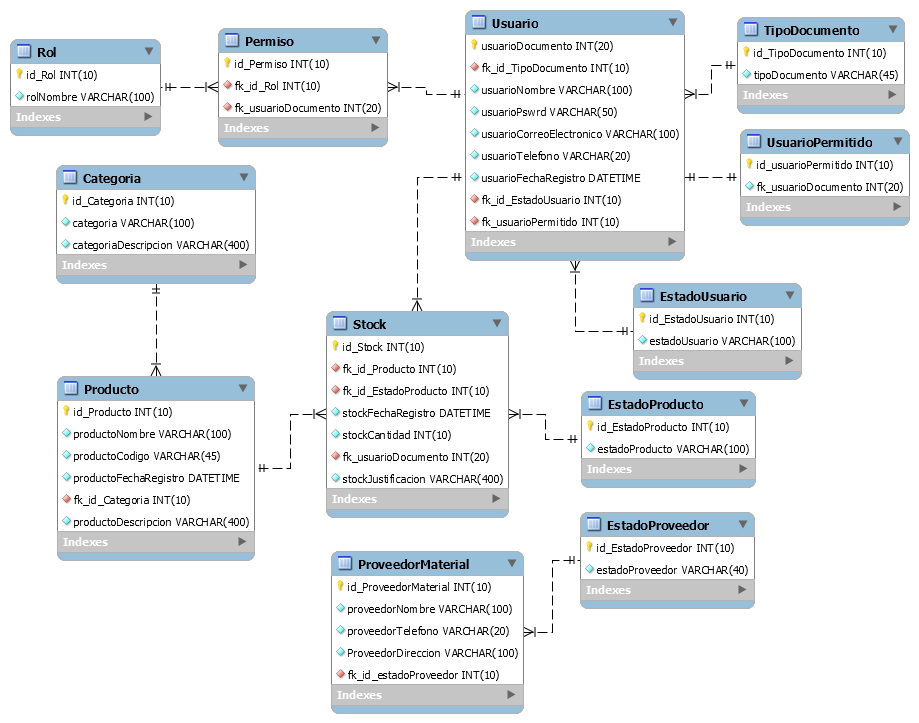 Rol
id_Rol INT(10)
rolNombre VARCHAR(100)
Indexes
Permiso
id_Permiso INT(10)
fk_id_Rol INT(10)
fk_usuarioDocumento INT(20)
Indexes
Usuario
usuarioDocumento INT(20)
fk_id_TipoDocumento INT(10)
usuarioNombre VARCHAR(100)
usuarioPswrd VARCHAR(50)
usuarioCorreoElectronico VARCHAR(100)
usuarioTelefono VARCHAR(20)
usuarioFechaRegistro DATETIME
fk_id_EstadoUsuario INT(10)
fk_usuarioPermitido INT(10)
Indexes
TipoDocumento
id_TipoDocumento INT(10)
tipoDocumento VARCHAR(45)
Indexes
UsuarioPermitido
id_usuarioPermitido INT(10)
fk_usuarioDocumento INT(20)
Indexes
Categoria
id_Categoria INT(10)
categoria VARCHAR(100)
categoriaDescripcion VARCHAR(400)
Indexes
EstadoUsuario
id_EstadoUsuario INT(10)
estadoUsuario VARCHAR(100)
Indexes
Stock
id_Stock INT(10)
fk_id_Producto INT(10)
fk_id_EstadoProducto INT(10)
stockFechaRegistro DATETIME
stockCantidad INT(10)
fk_usuarioDocumento INT(20)
stockJustificacion VARCHAR(400)
Indexes
Producto
id_Producto INT(10)
productoNombre VARCHAR(100)
productoCodigo VARCHAR(45)
productoFechaRegistro DATETIME
fk_id_Categoria INT(10)
productoDescripcion VARCHAR(400)
Indexes
EstadoProducto
id_EstadoProducto INT(10)
estadoProducto VARCHAR(100)
Indexes
EstadoProveedor
id_EstadoProveedor INT(10)
estadoProveedor VARCHAR(40)
Indexes
ProveedorMaterial
id_ProveedorMaterial INT(10)
proveedorNombre VARCHAR(100)
proveedorTelefono VARCHAR(20)
ProveedorDireccion VARCHAR(100)
fk_id_estadoProveedor INT(10)
Indexes